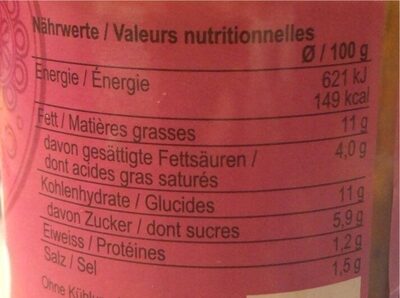 Nährwerte / Valeurs nutritionnelles
Ø / 100 g
Energie / Énergie 621 kJ
149 kcal
Fett / Matières grasses 11 g
davon gesättigte Fettsäuren / 4,0 g
dont acides gras saturés
Kohlenhydrate / Glucides 11 g
davon Zucker / dont sucres 5,9 g
Eiweiss / Protéines 1,2 g
Salz / Sel 1,5 g
Ohne